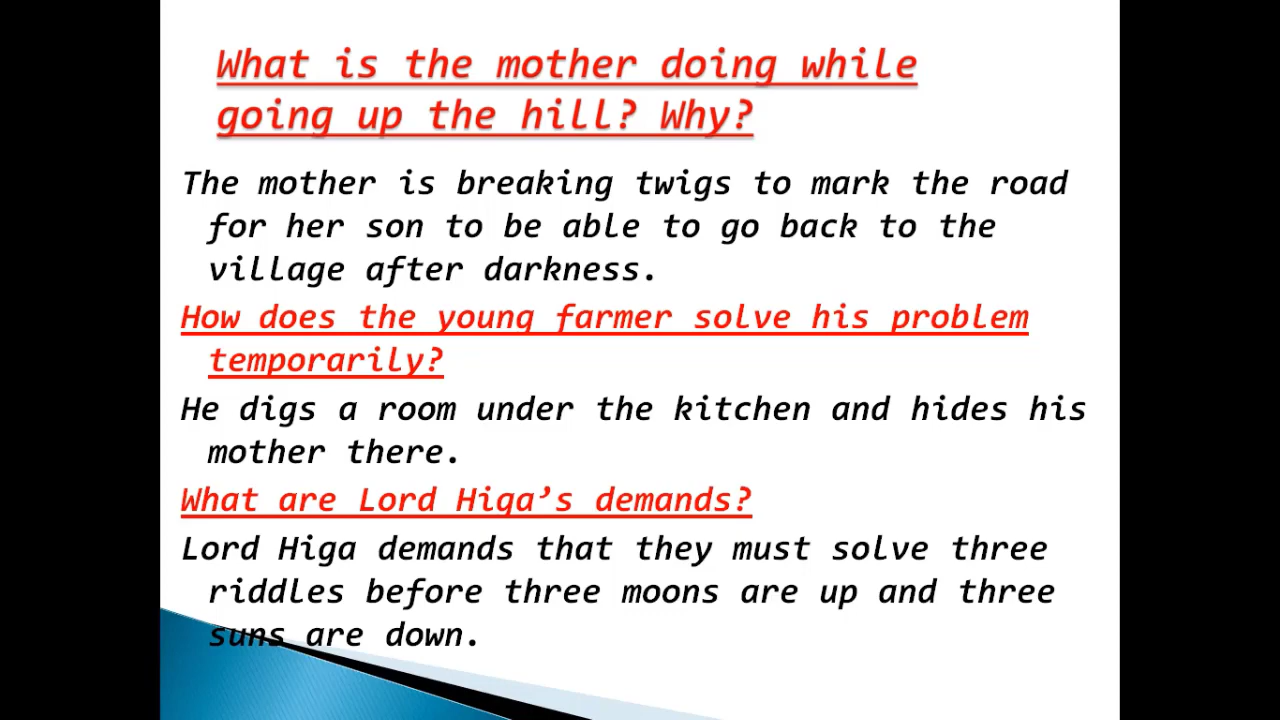 What is the mother doing while
going up the hill? Why?
The mother is breaking twigs to mark the road
for her son to be able to go back to the
village after darkness.
How does the young farmer solve his problem
temporarily?
He digs a room under the kitchen and hides his
mother there.
What are Lord Higa’s demands?
Lord Higa demands that they must solve three
riddles before three moons are up and three
suns are down.